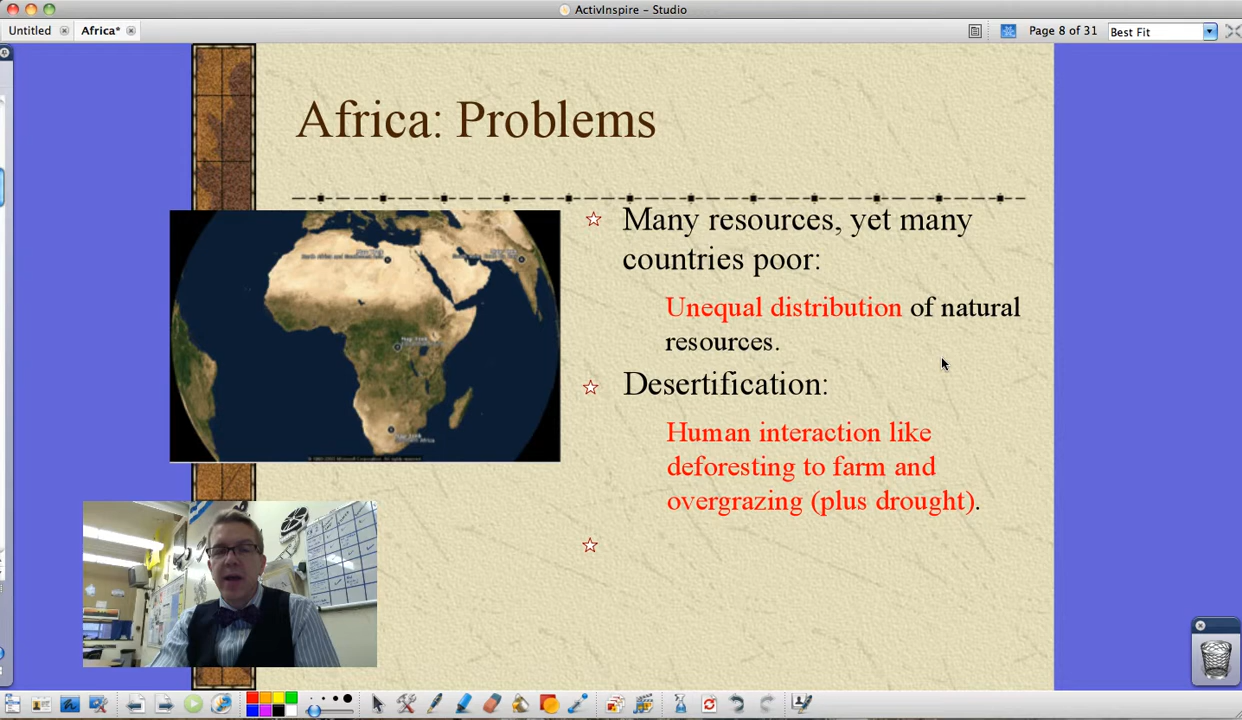 ActivInspire - Studio
Untitled
Africa*
Page 8 of 31
Best Fit
Africa: Problems
Many resources, yet many
countries poor:
Unequal distribution of natural
resources.
Desertification:
Human interaction like
deforesting to farm and
overgrazing (plus drought).